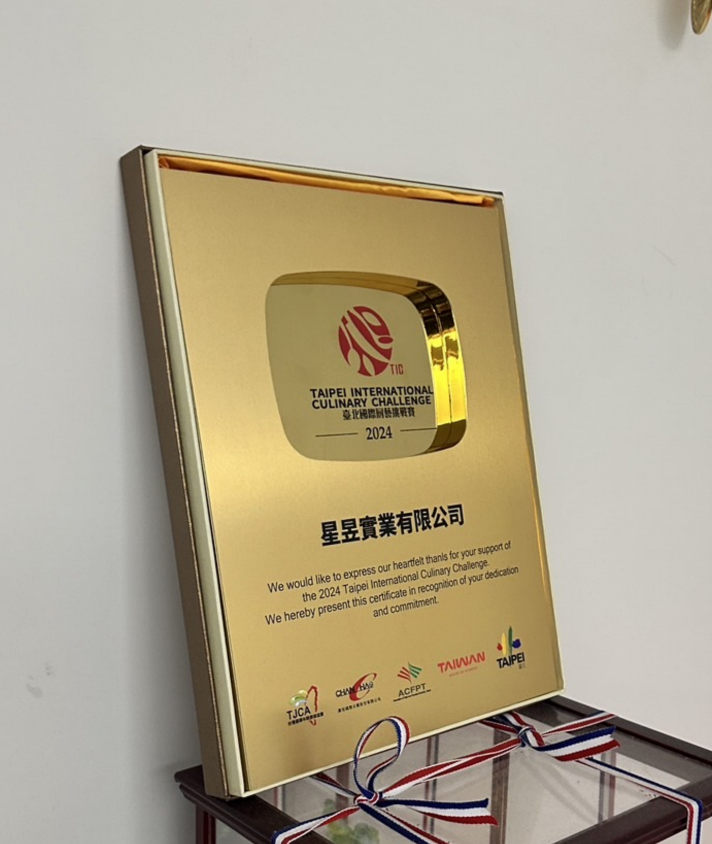 TIC
TAIPEI INTERNATIONAL
CULINARY CHALLENGE
臺北國際廚藝挑戰賽
2024
星昱實業有限公司
We would like to express our heartfelt thanls for your support of
the 2024 Taipei International Culinary Challenge.
We hereby present this certificate in recognition of your dedication
and commitment.
TJCA
ACFPT
TAIWAN
TAIPEI